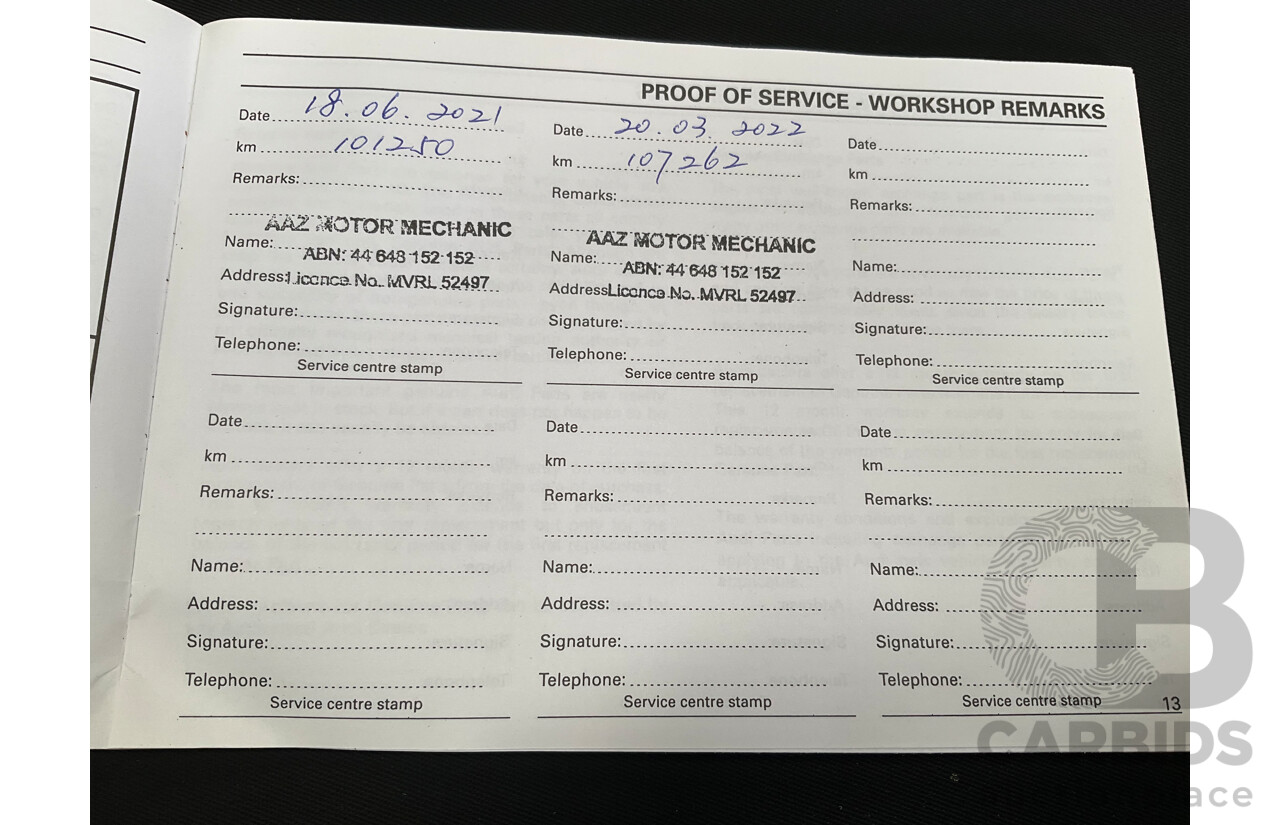 PROOF OF SERVICE - WORKSHOP REMARKS
Date 18.06.2021
km 101250
Remarks:
AAZ MOTOR MECHANIC
Name: ABN: 44 648 152 152
Address: Licence No. MVRL 52497
Signature:
Telephone:
Service centre stamp
Date 20.03.2022
km 107262
Remarks:
AAZ MOTOR MECHANIC
Name: ABN: 44 648 152 152
Address Licence No. MVRL 52497
Signature:
Telephone:
Service centre stamp
Date
km
Remarks:
Name:
Address:
Signature:
Telephone:
Service centre stamp
Date
km
Remarks:
Name:
Address:
Signature:
Telephone:
Service centre stamp
Date
km
Remarks:
Name:
Address:
Signature:
Telephone:
Service centre stamp
Date
km
Remarks:
Name:
Address:
Signature:
Telephone:
Service centre stamp
13
CARBIDS